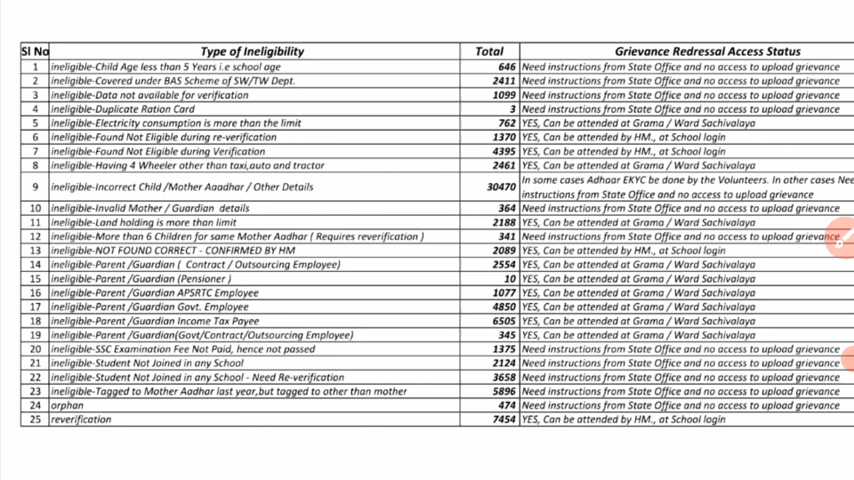 Sl No Type of Ineligibility Total Grievance Redressal Access Status
1 ineligible-Child Age less than 5 Years i.e school age 646 Need instructions from State Office and no access to upload grievance
2 ineligible-Covered under BAS Scheme of SW/TW Dept. 2411 Need instructions from State Office and no access to upload grievance
3 ineligible-Data not available for verification 1099 Need instructions from State Office and no access to upload grievance
4 ineligible-Duplicate Ration Card 3 Need instructions from State Office and no access to upload grievance
5 ineligible-Electricity consumption is more than the limit 762 YES, Can be attended at Grama / Ward Sachivalaya
6 ineligible-Found Not Eligible during re-verification 1370 YES, Can be attended by HM., at School login
7 ineligible-Found Not Eligible during Verification 4395 YES, Can be attended by HM., at School login
8 ineligible-Having 4 Wheeler other than taxi,auto and tractor 2461 YES, Can be attended at Grama / Ward Sachivalaya
9 ineligible-Incorrect Child /Mother Aaadhar / Other Details 30470 In some cases Adhaar EKYC be done by the Volunteers. In other cases Nee
instructions from State Office and no access to upload grievance
10 ineligible-Invalid Mother / Guardian details 364 Need instructions from State Office and no access to upload grievance
11 ineligible-Land holding is more than limit 2188 YES, Can be attended at Grama / Ward Sachivalaya
12 ineligible-More than 6 Children for same Mother Aadhar ( Requires reverification ) 341 Need instructions from State Office and no access to upload grievance
13 ineligible-NOT FOUND CORRECT - CONFIRMED BY HM 2089 YES, Can be attended by HM., at School login
14 ineligible-Parent /Guardian ( Contract / Outsourcing Employee) 2554 YES, Can be attended at Grama / Ward Sachivalaya
15 ineligible-Parent /Guardian (Pensioner ) 10 YES, Can be attended at Grama / Ward Sachivalaya
16 ineligible-Parent /Guardian APSRTC Employee 1077 YES, Can be attended at Grama / Ward Sachivalaya
17 ineligible-Parent /Guardian Govt. Employee 4850 YES, Can be attended at Grama / Ward Sachivalaya
18 ineligible-Parent /Guardian Income Tax Payee 6505 YES, Can be attended at Grama / Ward Sachivalaya
19 ineligible-Parent /Guardian(Govt/Contract/Outsourcing Employee) 345 YES, Can be attended at Grama / Ward Sachivalaya
20 ineligible-SSC Examination Fee Not Paid, hence not passed 1375 Need instructions from State Office and no access to upload grievance
21 ineligible-Student Not Joined in any School 2124 Need instructions from State Office and no access to upload grievance
22 ineligible-Student Not Joined in any School - Need Re-verification 3658 Need instructions from State Office and no access to upload grievance
23 ineligible-Tagged to Mother Aadhar last year,but tagged to other than mother 5896 Need instructions from State Office and no access to upload grievance
24 orphan 474 Need instructions from State Office and no access to upload grievance
25 reverification 7454 YES, Can be attended by HM., at School login